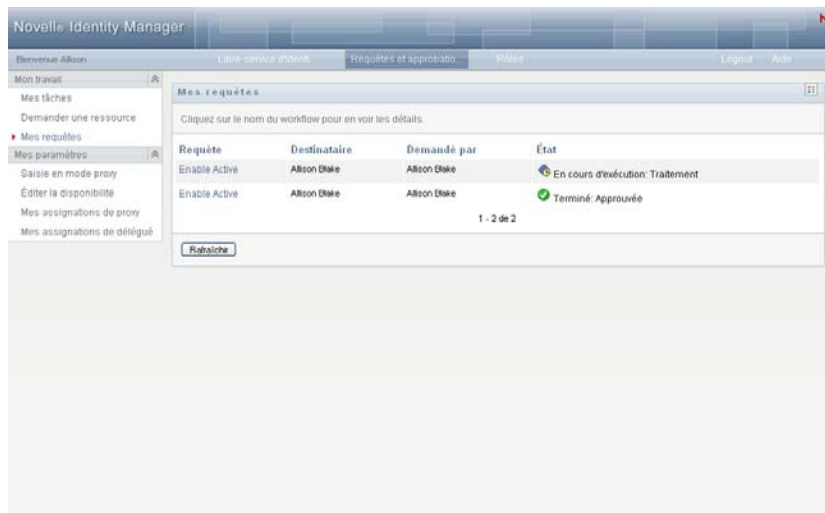 Novell® Identity Manager
Bienvenue Allison
Requêtes et approbatio...
Rôles
Logout Aide
Mon travail
Mes tâches
Demander une ressource
Mes requêtes
Mes paramètres
Saisie en mode proxy
Éditer la disponibilité
Mes assignations de proxy
Mes assignations de délégué
Mes requêtes
Cliquez sur le nom du workflow pour en voir les détails.
Requête Destinataire Demandé par État
Enable Active Allison Blake Allison Blake En cours d'exécution: Traitement
Enable Active Allison Blake Allison Blake Terminé: Approuvée
1 - 2 de 2
Rafraîchir